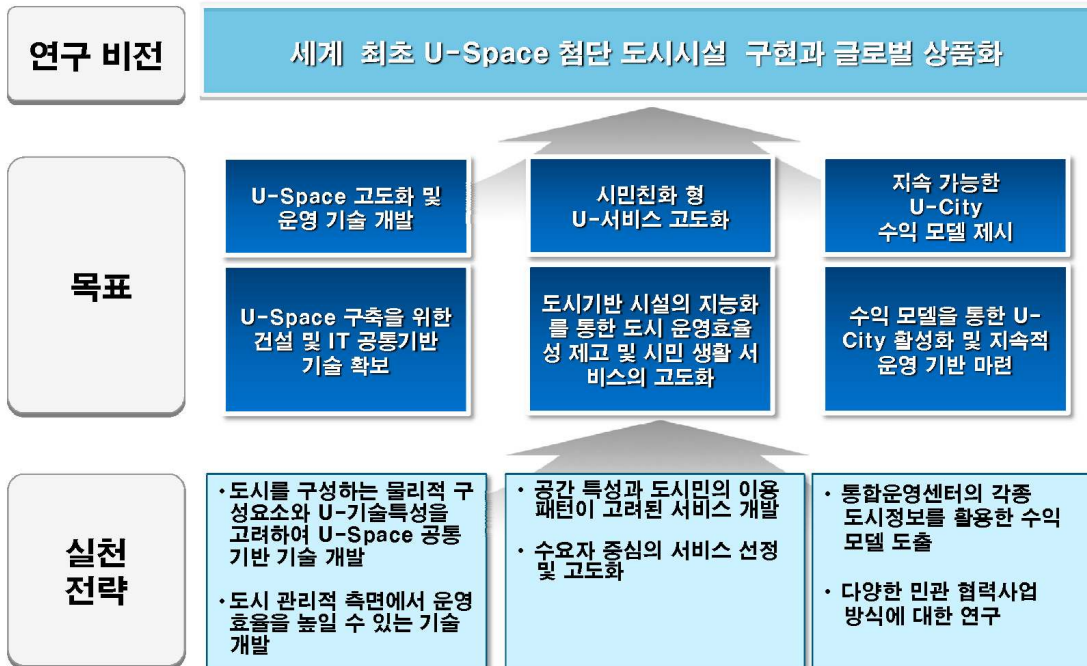 연구 비전
세계 최초 U-Space 첨단 도시시설 구현과 글로벌 상품화
목표
U-Space 고도화 및
운영 기술 개발
시민친화 형
U-서비스 고도화
지속 가능한
U-City
수익 모델 제시
U-Space 구축을 위한
건설 및 IT 공통기반
기술 확보
도시기반 시설의 지능화
를 통한 도시 운영효율
성 제고 및 시민 생활 서
비스의 고도화
수익 모델을 통한 U-
City 활성화 및 지속적
운영 기반 마련
실천
전략
· 도시를 구성하는 물리적 구
성요소와 U-기술특성을
고려하여 U-Space 공통
기반 기술 개발
· 도시 관리적 측면에서 운영
효율을 높일 수 있는 기술
개발
· 공간 특성과 도시민의 이용
패턴이 고려된 서비스 개발
· 수요자 중심의 서비스 선정
및 고도화
· 통합운영센터의 각종
도시정보를 활용한 수익
모델 도출
· 다양한 민관 협력사업
방식에 대한 연구